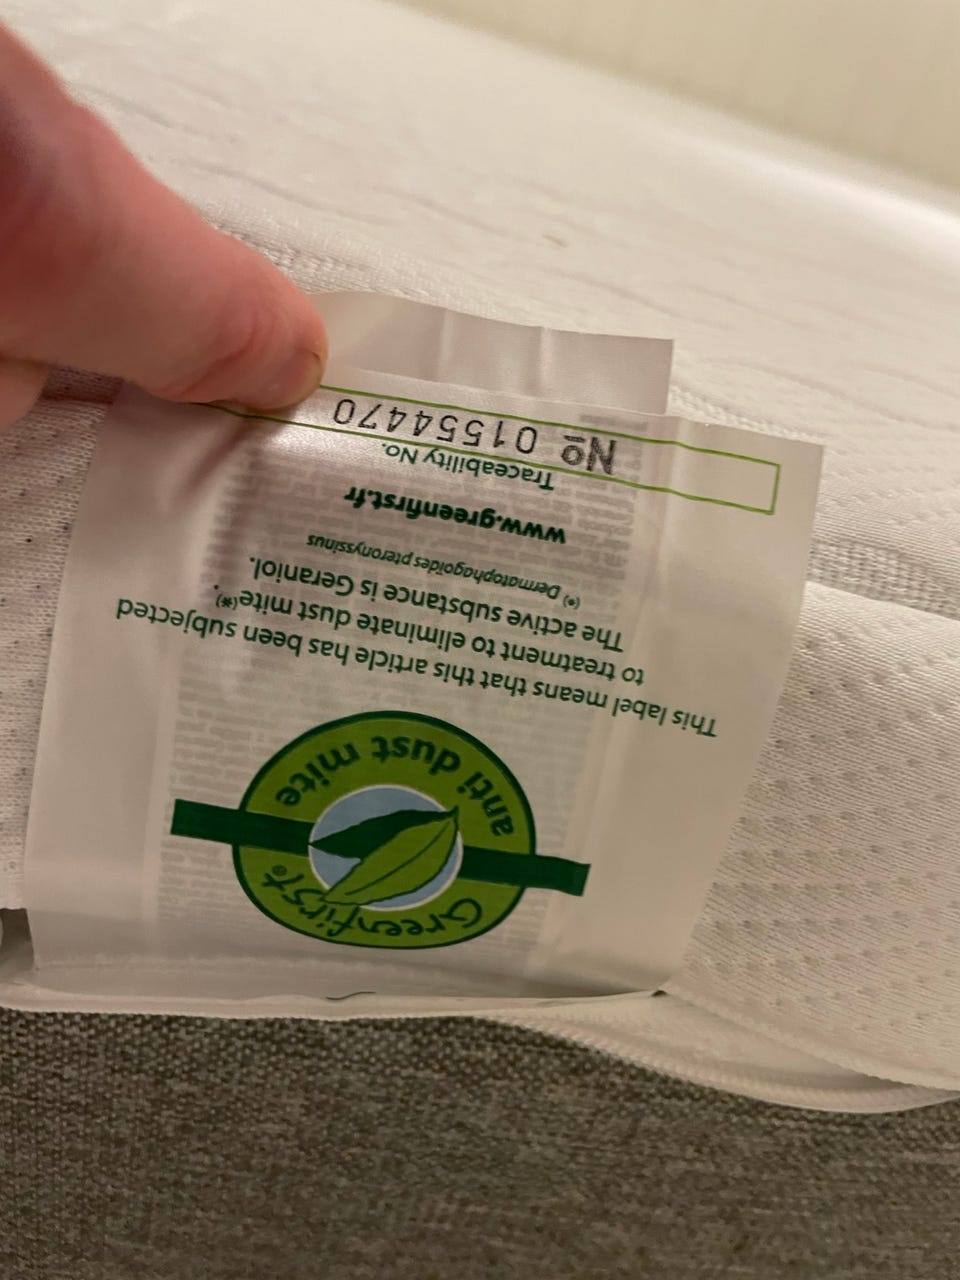 Greenfirst®
anti dust mite
This label means that this article has been subjected
to treatment to eliminate dust mite(*).
The active substance is Geraniol.
(*) Dermatophagoïdes pteronyssinus
www.greenfirst.fr
Traceability No.
Nº 01554470